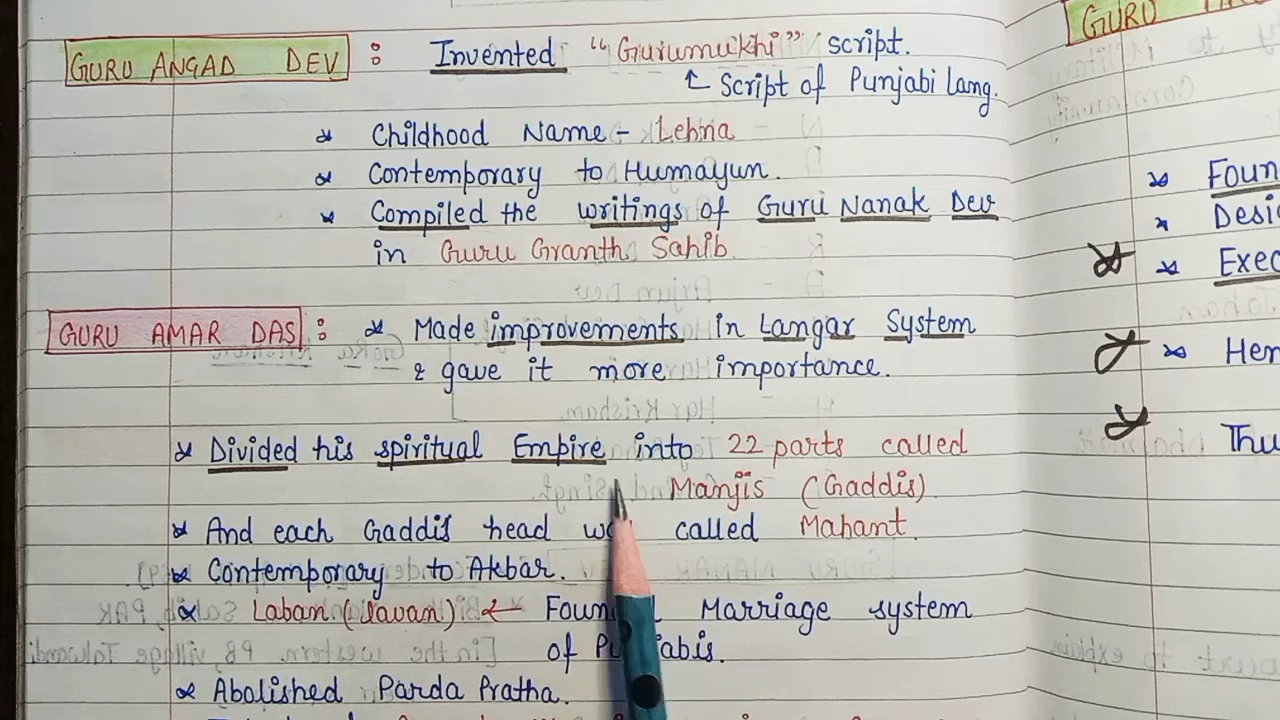 GURU ANGAD DEV : Invented "Gurumukhi" script.
Script of Punjabi Lang.
Childhood Name - Lehna
Contemporary to Humayun.
Compiled the writings of Guru Nanak Dev
in Guru Granth Sahib
GURU AMAR DAS : Made improvements in Langar System
& gave it more importance.
Divided his spiritual Empire into 22 parts called
Manjis (Gaddis)
And each Gaddis head called Mahant.
Contemporary to Akbar.
Laban (Lavan) ← Marriage system
of
Abolished Parda Pratha.
GURU
Foun
Desi
Exec
Hen
Thu